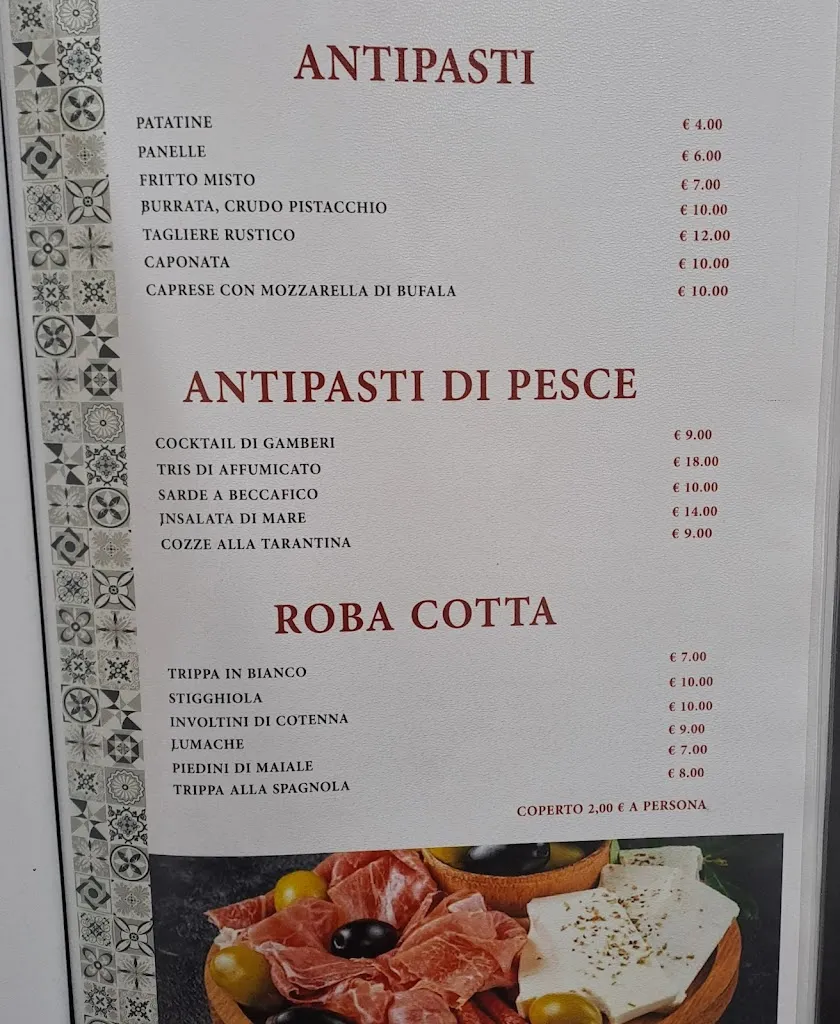 ANTIPASTI
PATATINE € 4.00
PANELLE € 6.00
FRITTO MISTO € 7.00
BURRATA, CRUDO PISTACCHIO € 10.00
TAGLIERE RUSTICO € 12.00
CAPONATA € 10.00
CAPRESE CON MOZZARELLA DI BUFALA € 10.00
ANTIPASTI DI PESCE
COCKTAIL DI GAMBERI € 9.00
TRIS DI AFFUMICATO € 18.00
SARDE A BECCAFICO € 10.00
INSALATA DI MARE € 14.00
COZZE ALLA TARANTINA € 9.00
ROBA COTTA
TRIPPA IN BIANCO € 7.00
STIGGHIOLA € 10.00
INVOLTINI DI COTENNA € 10.00
LUMACHE € 9.00
PIEDINI DI MAIALE € 7.00
TRIPPA ALLA SPAGNOLA € 8.00
COPERTO 2,00 € A PERSONA